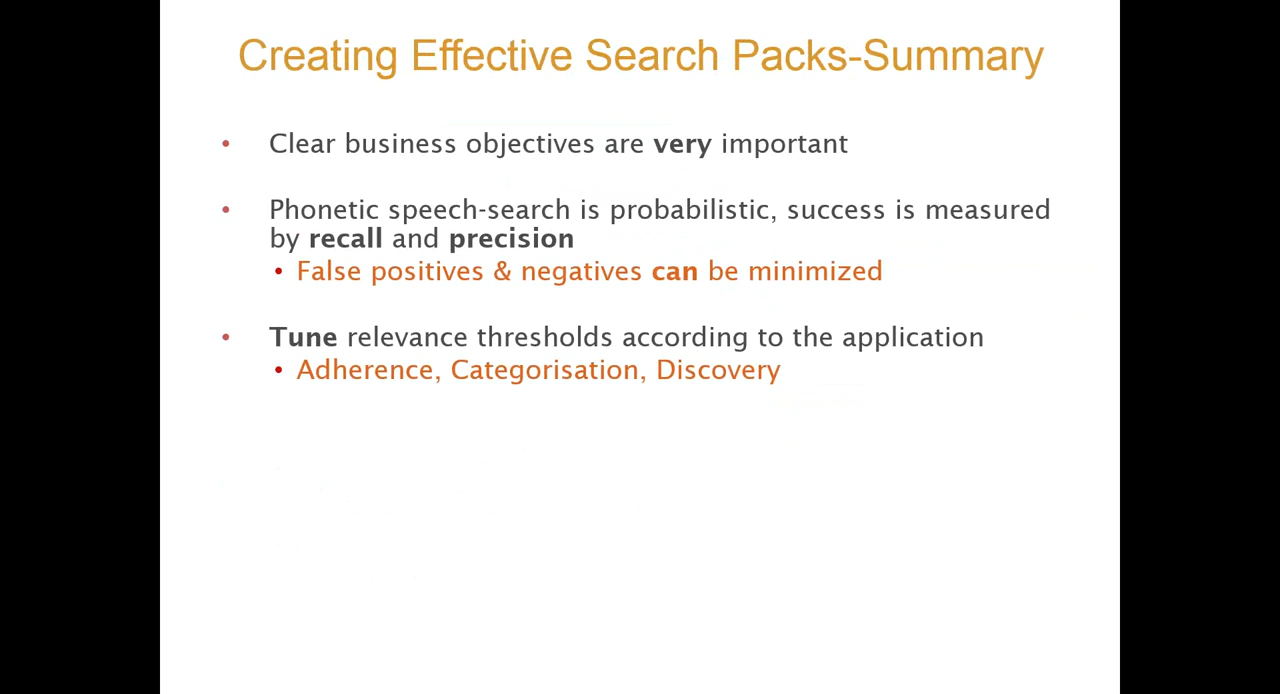 Creating Effective Search Packs-Summary
• Clear business objectives are very important
• Phonetic speech-search is probabilistic, success is measured
by recall and precision
• False positives & negatives can be minimized
• Tune relevance thresholds according to the application
• Adherence, Categorisation, Discovery